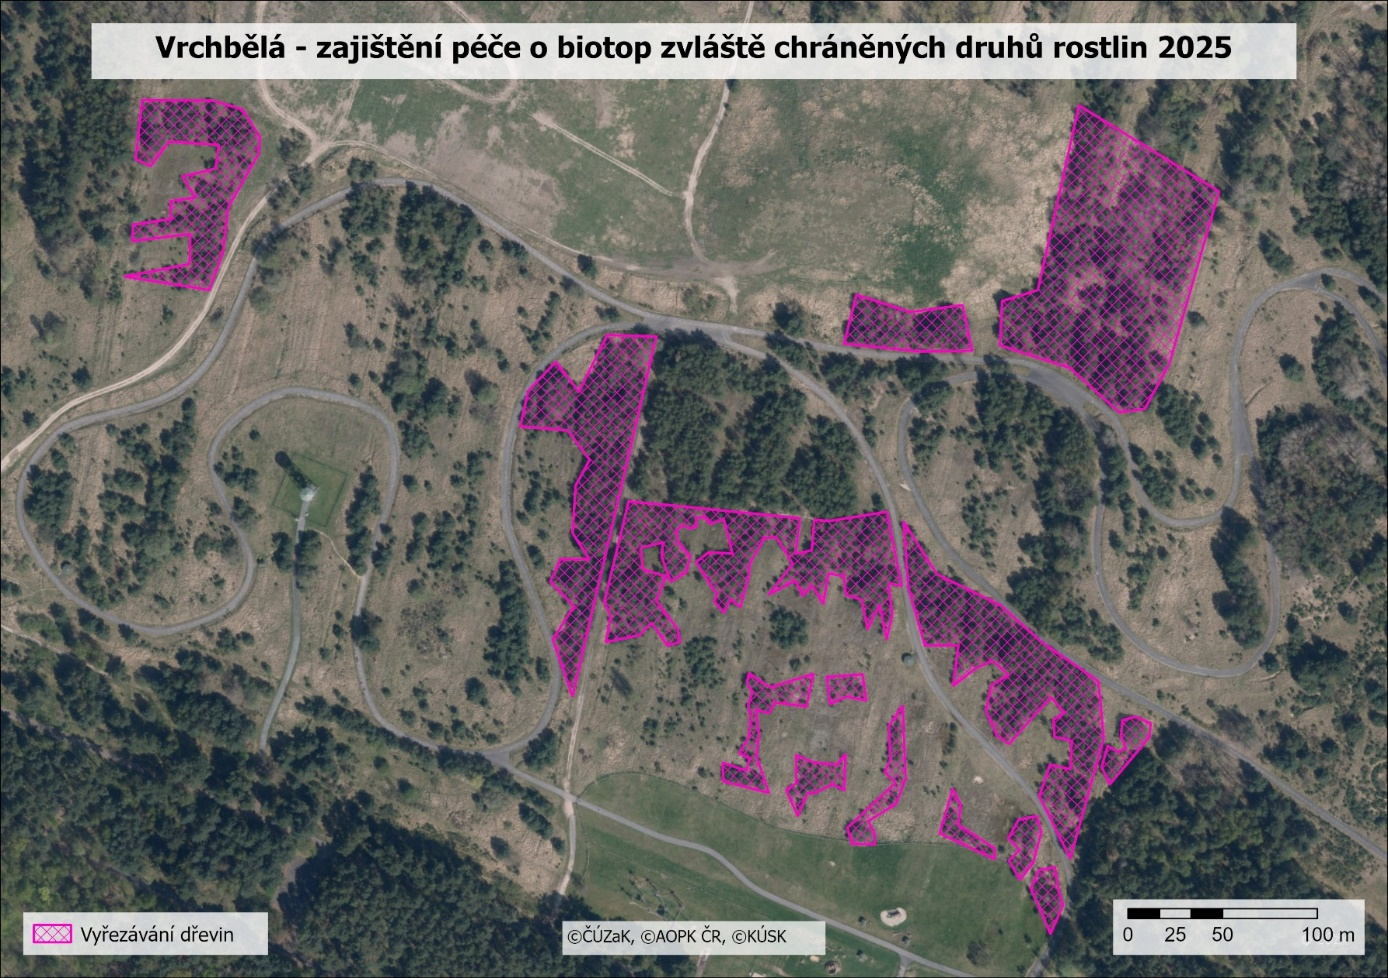 Vrchbělá - zajištění péče o biotop zvláště chráněných druhů rostlin 2025
Vyřezávání dřevin
©ČÚZaK, ©AOPK ČR, ©KÚSK
0 25 50 100 m